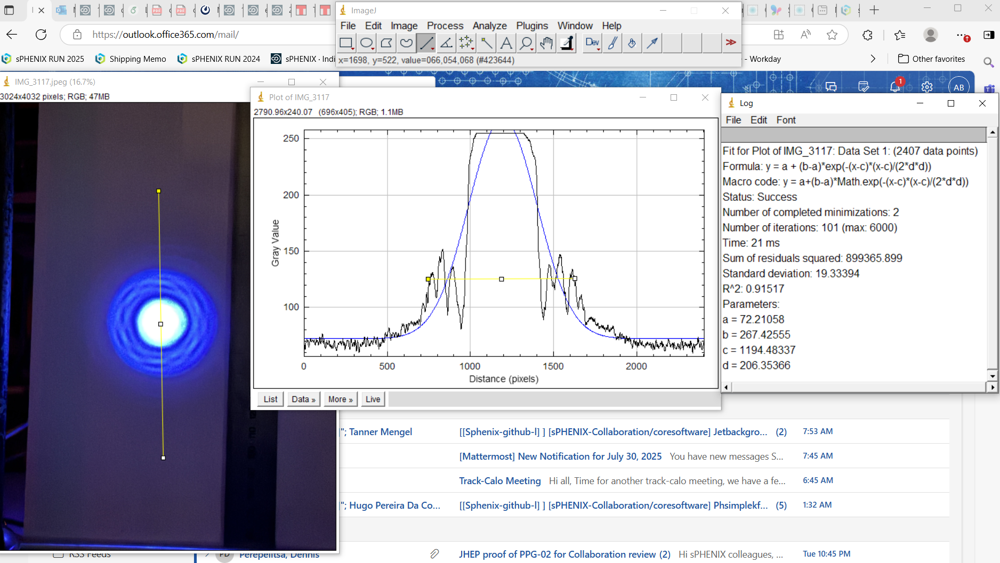 ImageJ
https://outlook.office365.com/mail/
File Edit Image Process Analyze Plugins Window Help
Dev
sPHENIX RUN 2025
Shipping Memo
sPHENIX RUN 2024
sPHENIX · Indi
x=1698, y=522, value=066,054,068 (#423644)
- Workday
Other favorites
IMG_3117.jpeg (16.7%)
3024x4032 pixels; RGB; 47MB
1
AB
Plot of IMG_3117
2790.96x240.07 (696x405); RGB; 1.1MB
250
200
150
100
Gray Value
0 500 1000 1500 2000
Distance (pixels)
List Data » More » Live
Log
File Edit Font
Fit for Plot of IMG_3117: Data Set 1: (2407 data points)
Formula: y = a + (b-a)*exp(-(x-c)*(x-c)/(2*d*d))
Macro code: y = a+(b-a)*Math.exp(-(x-c)*(x-c)/(2*d*d))
Status: Success
Number of completed minimizations: 2
Number of iterations: 101 (max: 6000)
Time: 21 ms
Sum of residuals squared: 899365.899
Standard deviation: 19.33394
R^2: 0.91517
Parameters:
a = 72.21058
b = 267.42555
c = 1194.48337
d = 206.35366
]"; Tanner Mengel [[Sphenix-github-l] ] [sPHENIX-Collaboration/coresoftware] Jetbackgro... (2) 7:53 AM
[Mattermost] New Notification for July 30, 2025 You have new messages S... 7:45 AM
Track-Calo Meeting Hi all, Time for another track-calo meeting, we have a fe... 6:45 AM
]"; Hugo Pereira Da Co... [[Sphenix-github-l] ] [sPHENIX-Collaboration/coresoftware] Phsimplekf... (5) 1:32 AM
RSS Feeds
PD
Perepelitsa, Dennis JHEP proof of PPG-02 for Collaboration review (2) Hi sPHENIX colleagues, ... Tue 10:45 PM